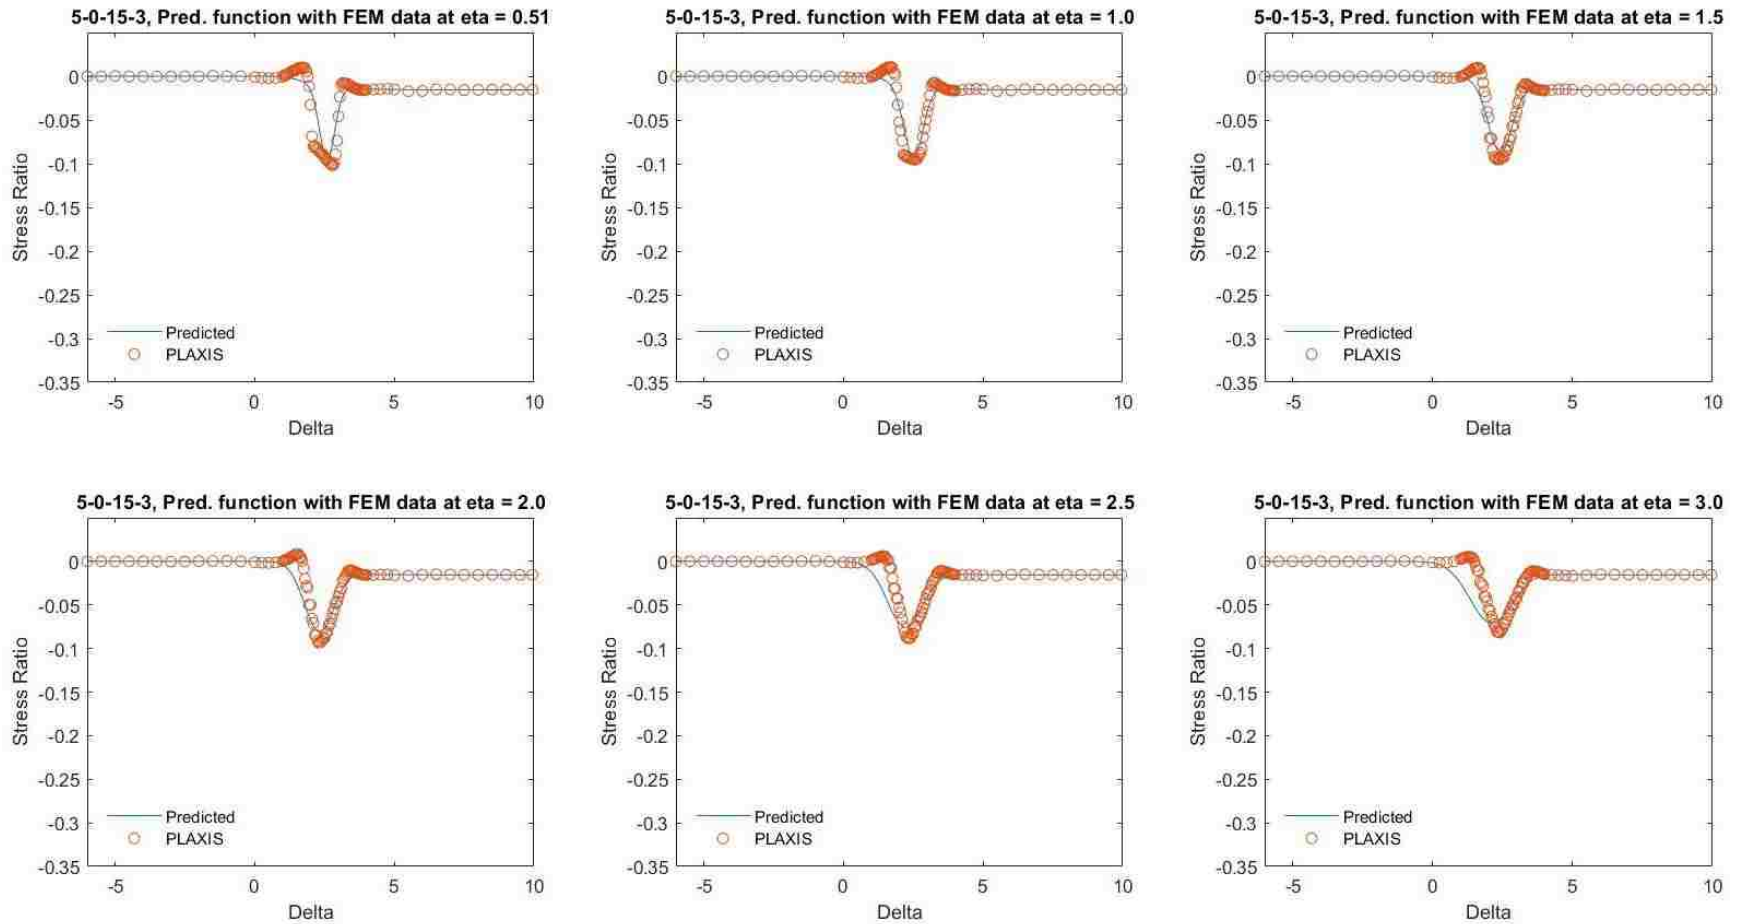 5-0-15-3, Pred. function with FEM data at eta = 0.51
0
-0.05
-0.1
-0.15
-0.2
-0.25
-0.3
-0.35
Stress Ratio
Predicted
PLAXIS
-5
0
5
10
Delta
5-0-15-3, Pred. function with FEM data at eta = 1.0
0
-0.05
-0.1
-0.15
-0.2
-0.25
-0.3
-0.35
Stress Ratio
Predicted
PLAXIS
-5
0
5
10
Delta
5-0-15-3, Pred. function with FEM data at eta = 1.5
0
-0.05
-0.1
-0.15
-0.2
-0.25
-0.3
-0.35
Stress Ratio
Predicted
PLAXIS
-5
0
5
10
Delta
5-0-15-3, Pred. function with FEM data at eta = 2.0
0
-0.05
-0.1
-0.15
-0.2
-0.25
-0.3
-0.35
Stress Ratio
Predicted
PLAXIS
-5
0
5
10
Delta
5-0-15-3, Pred. function with FEM data at eta = 2.5
0
-0.05
-0.1
-0.15
-0.2
-0.25
-0.3
-0.35
Stress Ratio
Predicted
PLAXIS
-5
0
5
10
Delta
5-0-15-3, Pred. function with FEM data at eta = 3.0
0
-0.05
-0.1
-0.15
-0.2
-0.25
-0.3
-0.35
Stress Ratio
Predicted
PLAXIS
-5
0
5
10
Delta